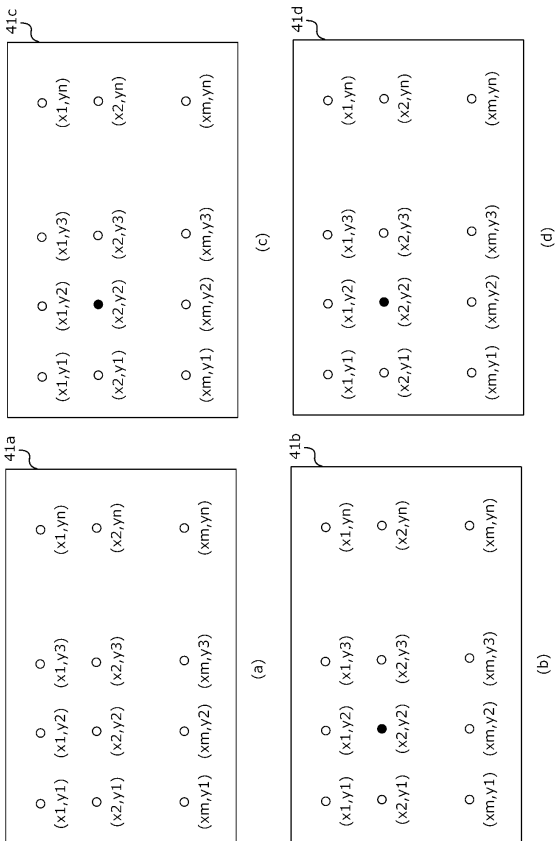 41a
(x1,y1) (x1,y2) (x1,y3) (x1,yn)
(x2,y1) (x2,y2) (x2,y3) (x2,yn)
(xm,y1) (xm,y2) (xm,y3) (xm,yn)
(a)
41b
(x1,y1) (x1,y2) (x1,y3) (x1,yn)
(x2,y1) (x2,y2) (x2,y3) (x2,yn)
(xm,y1) (xm,y2) (xm,y3) (xm,yn)
(b)
41c
(x1,y1) (x1,y2) (x1,y3) (x1,yn)
(x2,y1) (x2,y2) (x2,y3) (x2,yn)
(xm,y1) (xm,y2) (xm,y3) (xm,yn)
(c)
41d
(x1,y1) (x1,y2) (x1,y3) (x1,yn)
(x2,y1) (x2,y2) (x2,y3) (x2,yn)
(xm,y1) (xm,y2) (xm,y3) (xm,yn)
(d)